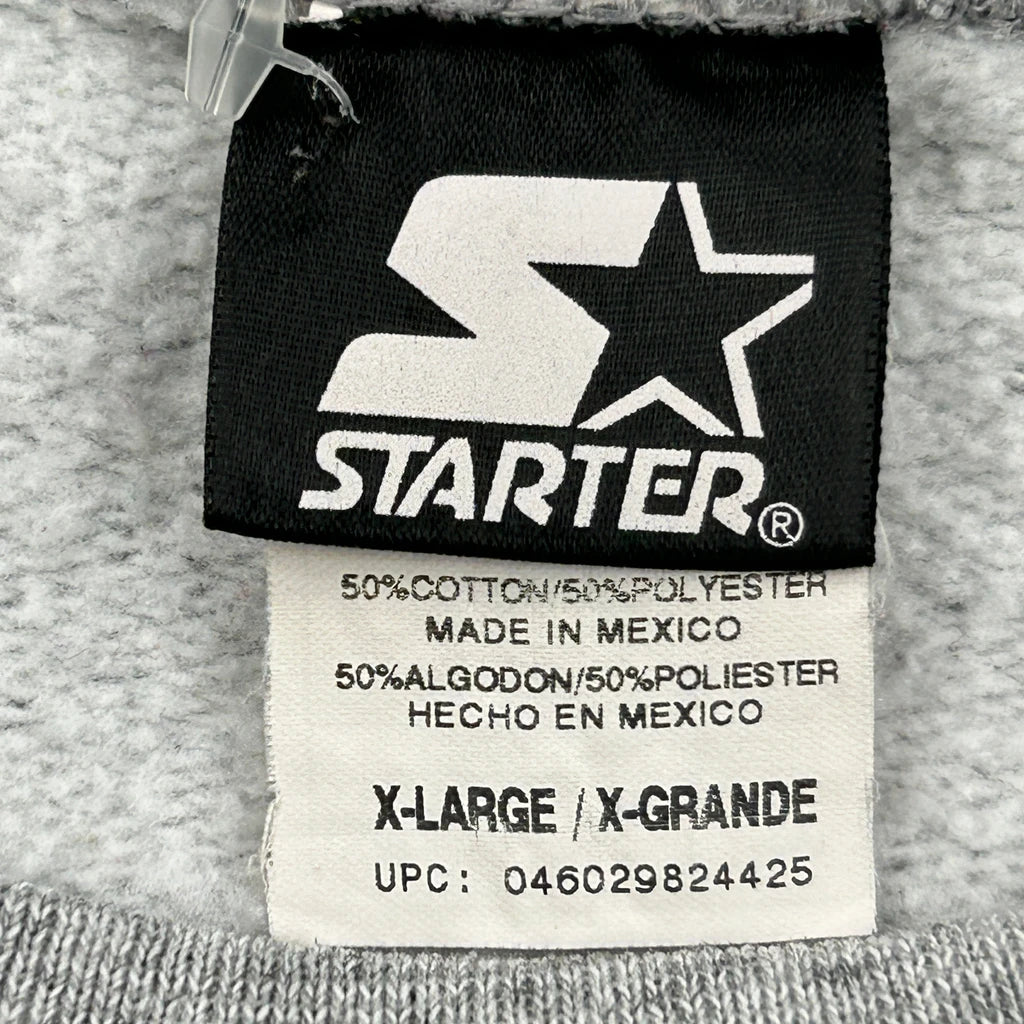 STARTER®
50%COTTON/50%POLYESTER
MADE IN MEXICO
50%ALGODON/50%POLIESTER
HECHO EN MEXICO
X-LARGE / X-GRANDE
UPC: 046029824425